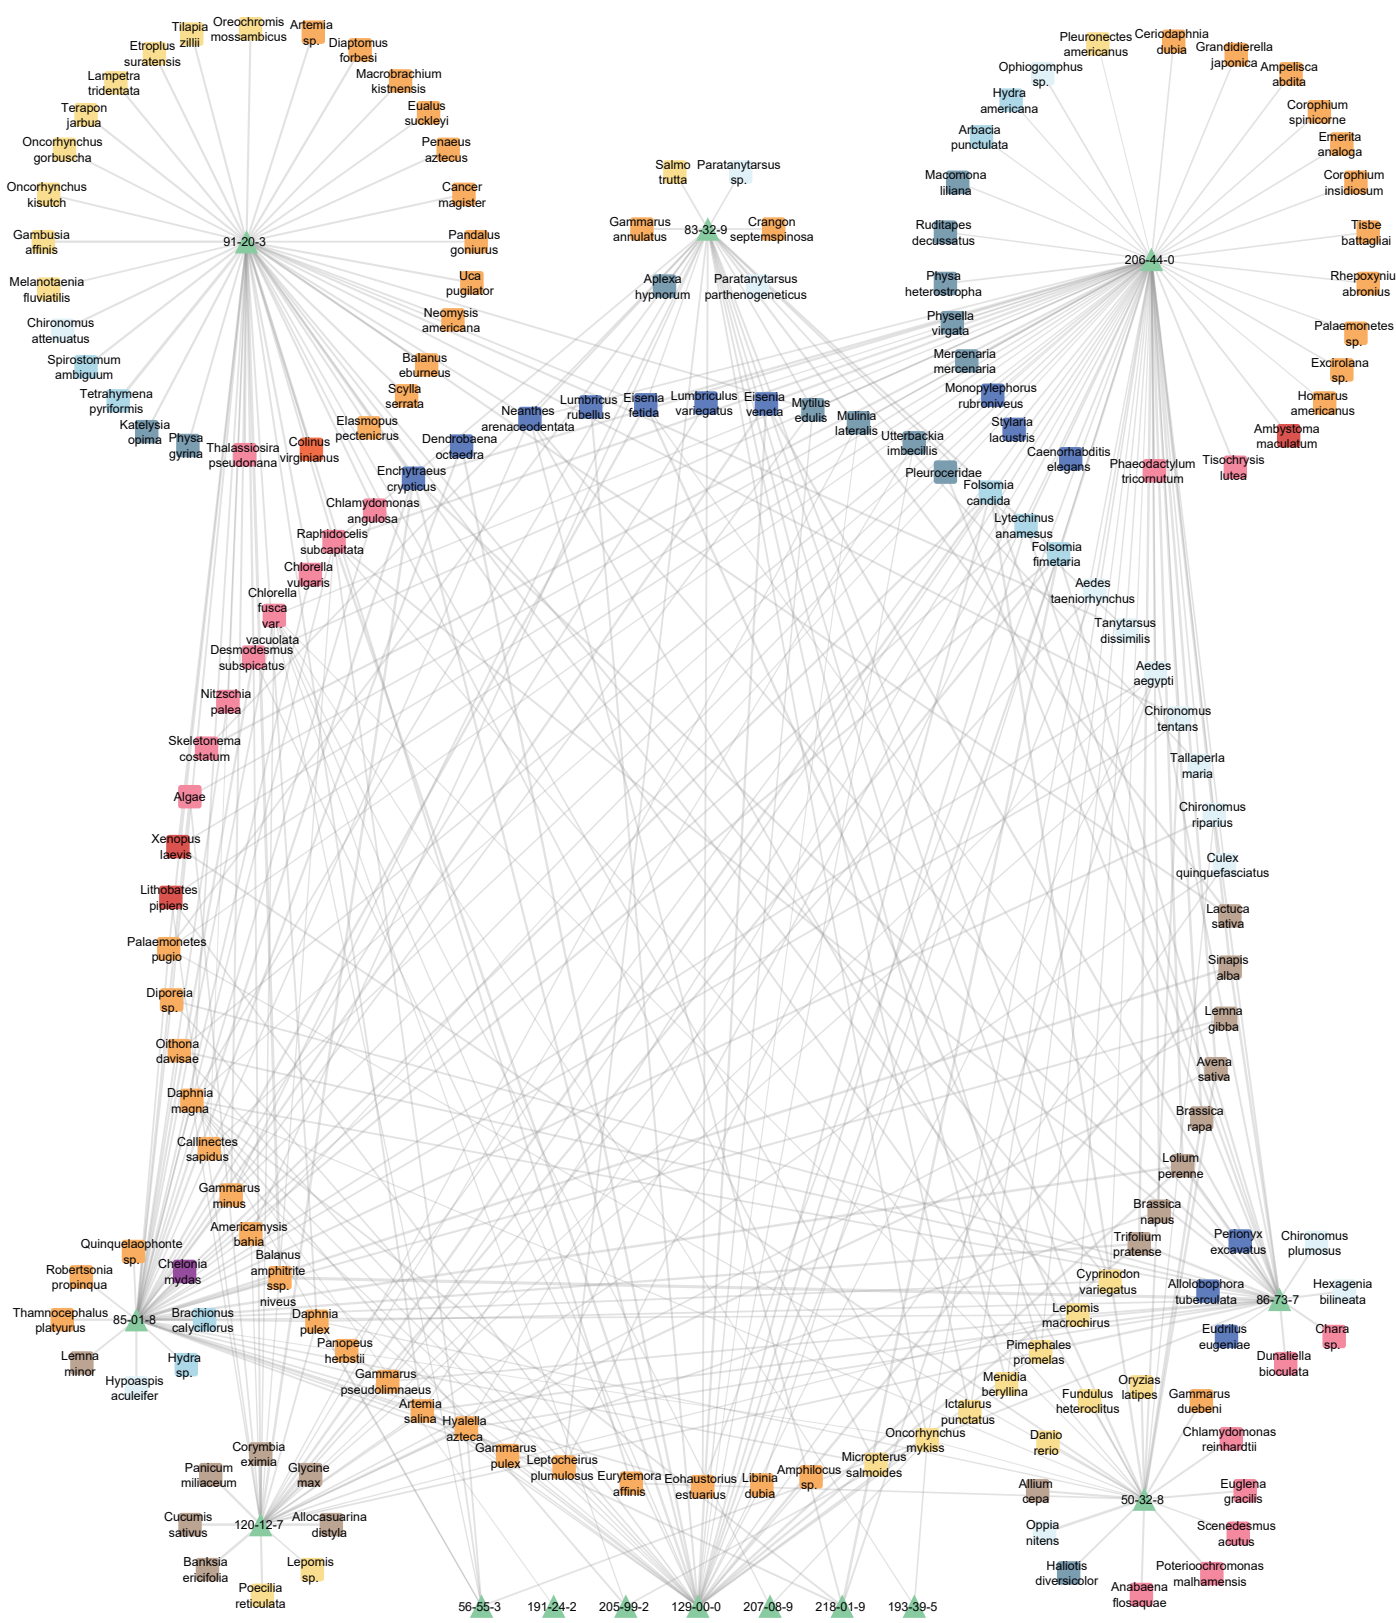 Oreochromis
mossambicus
Tilapia
zillii
Artemia
sp.
Etroplus
suratensis
Diaptomus
forbesi
Lampetra
tridentata
Macrobrachium
kistnensis
Terapon
jarbua
Eualus
suckleyi
Oncorhynchus
gorbuscha
Penaeus
aztecus
Oncorhynchus
kisutch
Cancer
magister
Gambusia
affinis
91-20-3
Pandalus
goniurus
Melanotaenia
fluviatilis
Uca
pugilator
Chironomus
attenuatus
Neomysis
americana
Spirostomum
ambiguum
Balanus
eburneus
Tetrahymena
pyriformis
Scylla
serrata
Katelysia
opima
Physa
gyrina
Thalassiosira
pseudonana
Colinus
virginianus
Elasmopus
pectenicrus
Salmo
trutta
Paratanytarsus
sp.
Gammarus
annulatus
83-32-9
Crangon
septemspinosa
Aplexa
hypnorum
Paratanytarsus
parthenogeneticus
Pleuronectes
americanus
Ceriodaphnia
dubia
Grandidierella
japonica
Ophiogomphus
sp.
Ampelisca
abdita
Hydra
americana
Corophium
spinicorne
Arbacia
punctulata
Emerita
analoga
Macomona
liliana
Corophium
insidiosum
Ruditapes
decussatus
Tisbe
battagliai
206-44-0
Physa
heterostropha
Rhepoxyniu
abronius
Physella
virgata
Palaemonetes
sp.
Mercenaria
mercenaria
Excirolana
sp.
Monopylephorus
rubroniveus
Homarus
americanus
Stylaria
lacustris
Ambystoma
maculatum
Caenorhabditis
elegans
Phaeodactylum
tricornutum
Tisochrysis
lutea
Dendrobaena
octaedra
Neanthes
arenaceodentata
Lumbricus
rubellus
Eisenia
fetida
Lumbriculus
variegatus
Eisenia
veneta
Mytilus
edulis
Mulinia
lateralis
Utterbackia
imbecillis
Pleuroceridae
Folsomia
candida
Lytechinus
anamesus
Folsomia
fimetaria
Aedes
taeniorhynchus
Tanytarsus
dissimilis
Aedes
aegypti
Chironomus
tentans
Tallaperla
maria
Chironomus
riparius
Culex
quinquefasciatus
Lactuca
sativa
Sinapis
alba
Lemna
gibba
Avena
sativa
Brassica
rapa
Lolium
perenne
Brassica
napus
Trifolium
pratense
Enchytraeus
crypticus
Chlamydomonas
angulosa
Raphidocelis
subcapitata
Chlorella
vulgaris
Chlorella
fusca
var.
vacuolata
Desmodesmus
subspicatus
Nitzschia
palea
Skeletonema
costatum
Algae
Xenopus
laevis
Lithobates
pipiens
Palaemonetes
pugio
Diporeia
sp.
Oithona
davisae
Daphnia
magna
Callinectes
sapidus
Gammarus
minus
Americamysis
bahia
Balanus
amphitrite
ssp.
niveus
Daphnia
pulex
Panopeus
herbstii
Gammarus
pseudolimnaeus
Artemia
salina
Hyalella
azteca
Gammarus
pulex
Leptocheirus
plumulosus
Eurytemora
affinis
Eohaustorius
estuarius
Libinia
dubia
Amphilocus
sp.
Micropterus
salmoides
Oncorhynchus
mykiss
Ictalurus
punctatus
Menidia
beryllina
Pimephales
promelas
Lepomis
macrochirus
Cyprinodon
variegatus
Quinquelaophonte
sp.
Robertsonia
propinqua
Chelonia
mydas
Thamnocephalus
platyurus
85-01-8
Brachionus
calyciflorus
Lemna
minor
Hypoaspis
aculeifer
Hydra
sp.
Perionyx
excavatus
Chironomus
plumosus
Allolobophora
tuberculata
86-73-7
Hexagenia
bilineata
Eudrilus
eugeniae
Chara
sp.
Dunaliella
bioculata
Corymbia
eximia
Panicum
miliaceum
Glycine
max
Cucumis
sativus
120-12-7
Allocasuarina
distyla
Banksia
ericifolia
Lepomis
sp.
Poecilia
reticulata
Oryzias
latipes
Fundulus
heteroclitus
Gammarus
duebeni
Danio
rerio
Chlamydomonas
reinhardtii
Allium
cepa
50-32-8
Euglena
gracilis
Oppia
nitens
Scenedesmus
acutus
Haliotis
diversicolor
Poterioochromonas
malhamensis
Anabaena
flosaquae
56-55-3
191-24-2
205-99-2
129-00-0
207-08-9
218-01-9
193-39-5